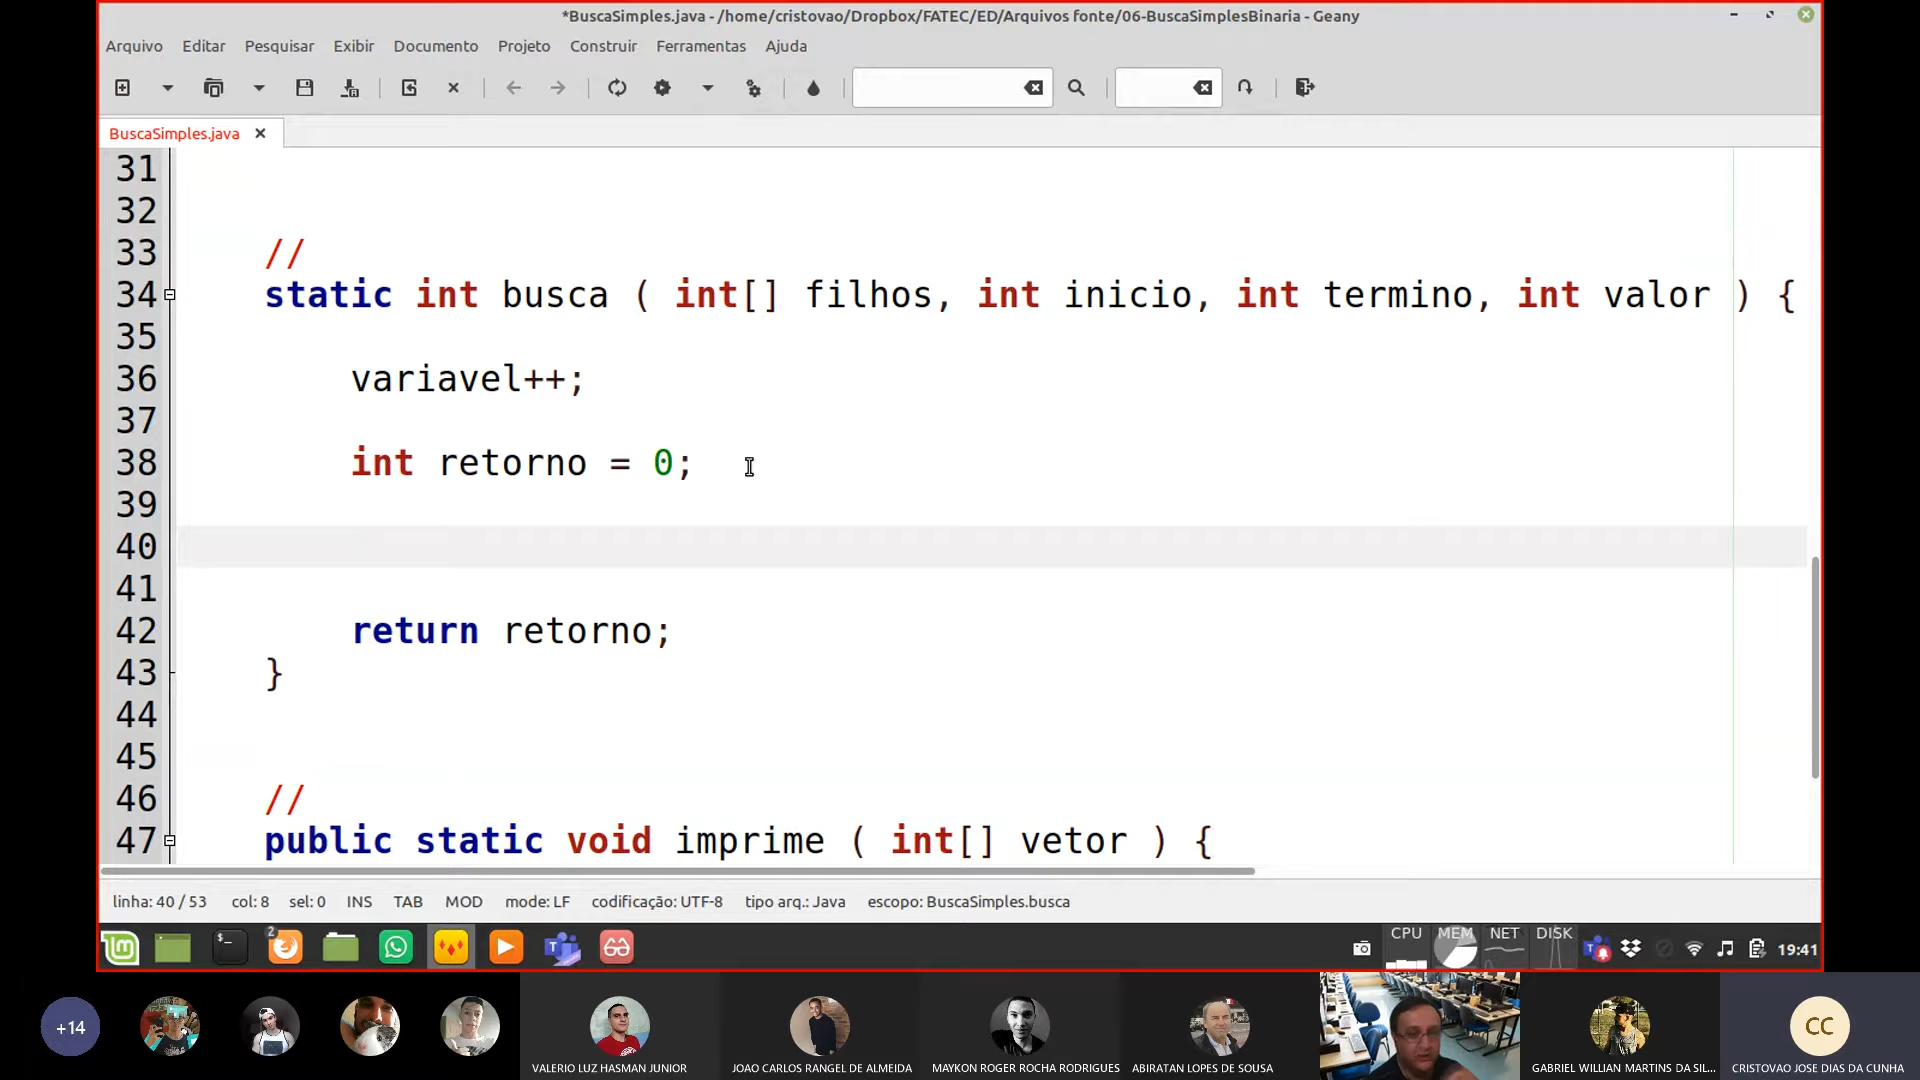 *BuscaSimples.java - /home/cristovao/Dropbox/FATEC/ED/Arquivos fonte/06-BuscaSimplesBinaria - Geany
Arquivo Editar Pesquisar Exibir Documento Projeto Construir Ferramentas Ajuda
BuscaSimples.java
31
32
33 //
34 static int busca ( int[] filhos, int inicio, int termino, int valor ) {
35
36 variavel++;
37
38 int retorno = 0;
39
40
41
42 return retorno;
43 }
44
45
46 //
47 public static void imprime ( int[] vetor ) {
linha: 40 / 53 col: 8 sel: 0 INS TAB MOD mode: LF codificação: UTF-8 tipo arq.: Java escopo: BuscaSimples.busca
2 CPU MEM NET DISK 19:41
+14 CC
VALERIO LUZ HASMAN JUNIOR JOAO CARLOS RANGEL DE ALMEIDA MAYKON ROGER ROCHA RODRIGUES ABIRATAN LOPES DE SOUSA GABRIEL WILLIAN MARTINS DA SIL... CRISTOVAO JOSE DIAS DA CUNHA